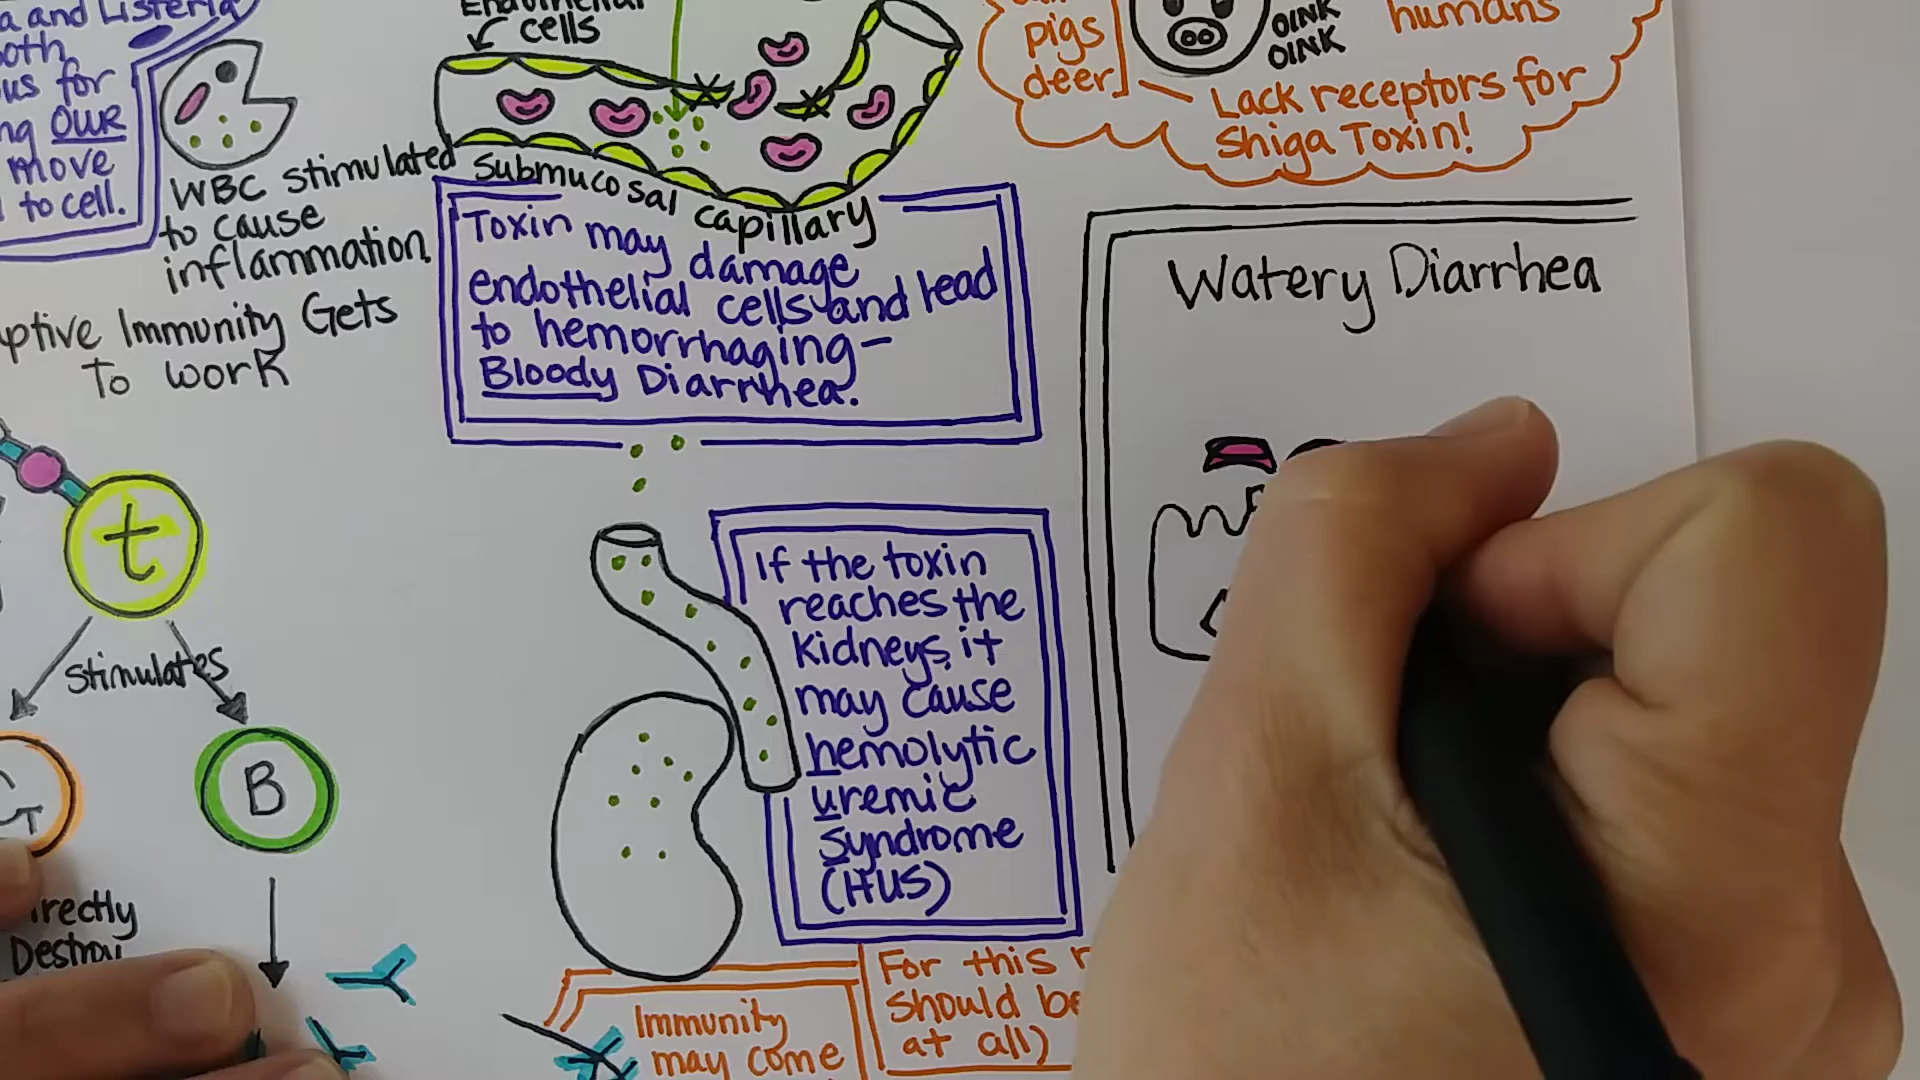 a and Listeria
both
us for
ng OUR
move
to cell.
WBC stimulated
to cause
inflammation.
Endothelial
cells
Submucosal capillary
Toxin may damage
endothelial cells and lead
to hemorrhaging-
Bloody Diarrhea.
pigs
deer
OINK
OINK
humans
Lack receptors for
Shiga Toxin!
Watery Diarrhea
Immunity Gets
To work
t
stimulates
B
Destroy
If the toxin
reaches the
kidneys, it
may cause
hemolytic
uremic
syndrome
(HUS)
Immunity
may come
For this
should be
at all)